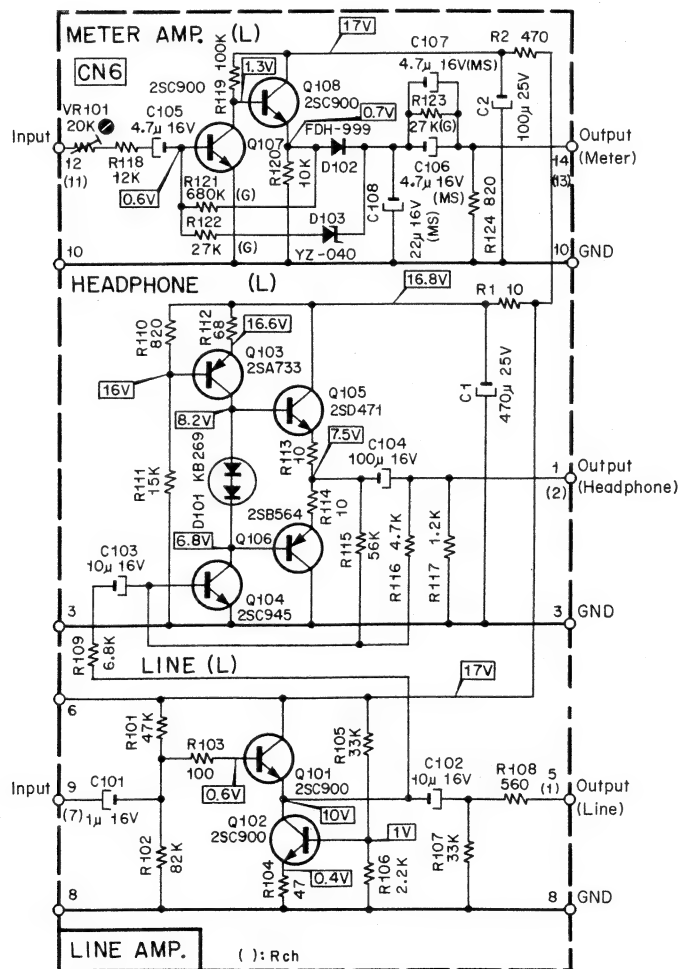 METER AMP. (L)
CN6
17V
C107
4.7μ 16V(MS)
R2 470
2SC900
R119 100K
1.3V
Q108
2SC900
VR101
20K
C105
4.7μ 16V
Q107
FDH-999
0.7V
R123
27K(G)
C2
100μ 25V
Input
12
(11)
R118
12K
R120
10K
D102
C106
4.7μ 16V
(MS)
14
(13)
Output
(Meter)
0.6V
R121
680K (G)
R122
27K (G)
D103
YZ-040
C108
22μ 16V
(MS)
R124 820
10
10
GND
HEADPHONE (L)
16.8V
R1 10
R110
820
R112
68
16.6V
Q103
2SA733
16V
Q105
2SD471
8.2V
C1
470μ 25V
R111
15K
D101 KB269
R113
10
7.5V
C104
100μ 16V
R114
10
1
(2)
Output
(Headphone)
2SB564
6.8V
Q106
R115
56K
R116 4.7K
R117 1.2K
C103
10μ 16V
Q104
2SC945
3
3
GND
R109
6.8K
LINE (L)
17V
6
R101
47K
R103
100
0.6V
Q101
2SC900
R105
33K
C102
10μ 16V
R108
560
5
(1)
Output
(Line)
Input
9
(7)
C101
1μ 16V
10V
Q102
2SC900
1V
R102
82K
R104
47
0.4V
R106
2.2K
R107
33K
8
8
GND
LINE AMP.
( ):Rch